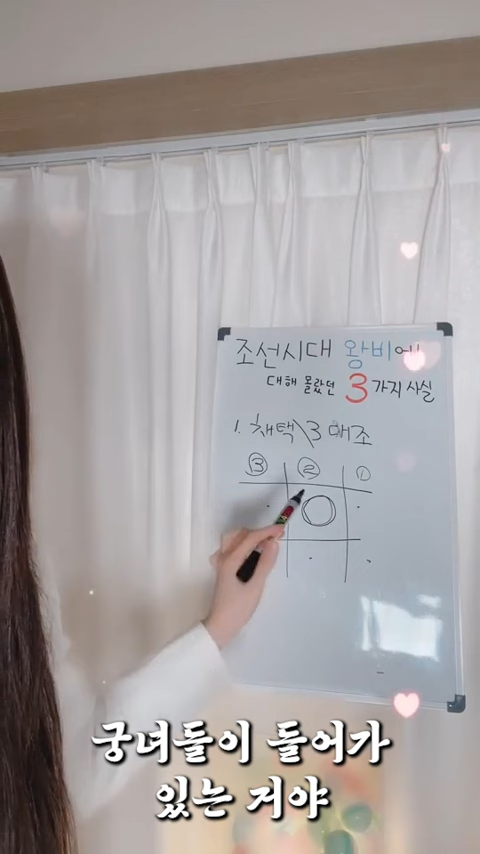 조선시대 왕비에
대해 몰랐던 3가지 사실
1. 채택\3 매조
③ ② ①
궁녀들이 들어가
있는 거야